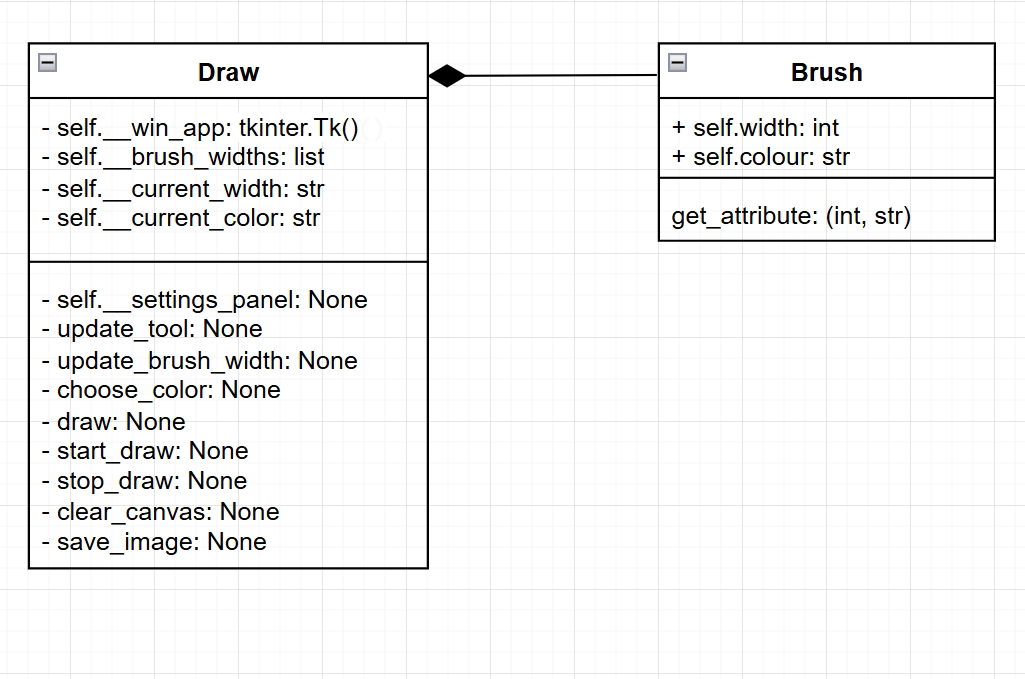 Draw
- self.__win_app: tkinter.Tk()
- self.__brush_widths: list
- self.__current_width: str
- self.__current_color: str
- self.__settings_panel: None
- update_tool: None
- update_brush_width: None
- choose_color: None
- draw: None
- start_draw: None
- stop_draw: None
- clear_canvas: None
- save_image: None
Brush
+ self.width: int
+ self.colour: str
get_attribute: (int, str)